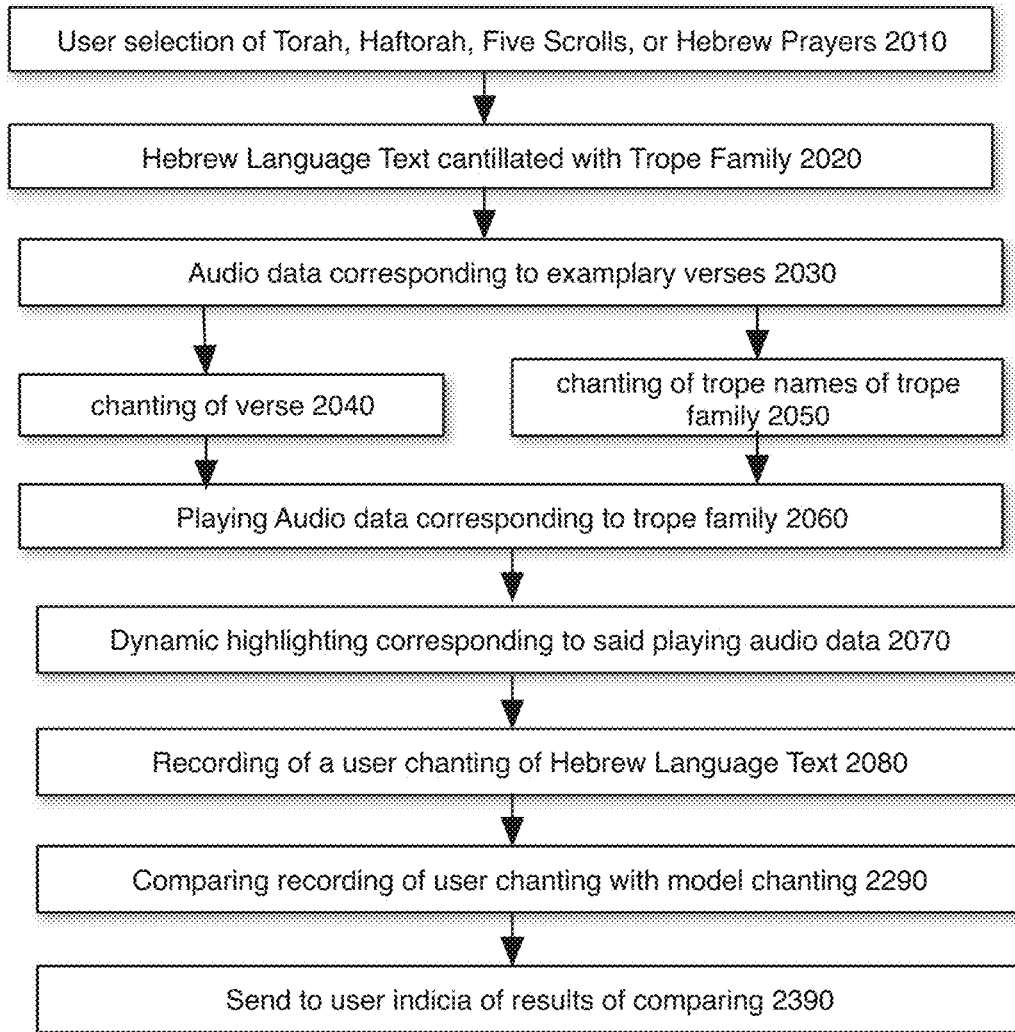 User selection of Torah, Haftorah, Five Scrolls, or Hebrew Prayers 2010
Hebrew Language Text cantillated with Trope Family 2020
Audio data corresponding to examplary verses 2030
chanting of verse 2040
chanting of trope names of trope
family 2050
Playing Audio data corresponding to trope family 2060
Dynamic highlighting corresponding to said playing audio data 2070
Recording of a user chanting of Hebrew Language Text 2080
Comparing recording of user chanting with model chanting 2290
Send to user indicia of results of comparing 2390